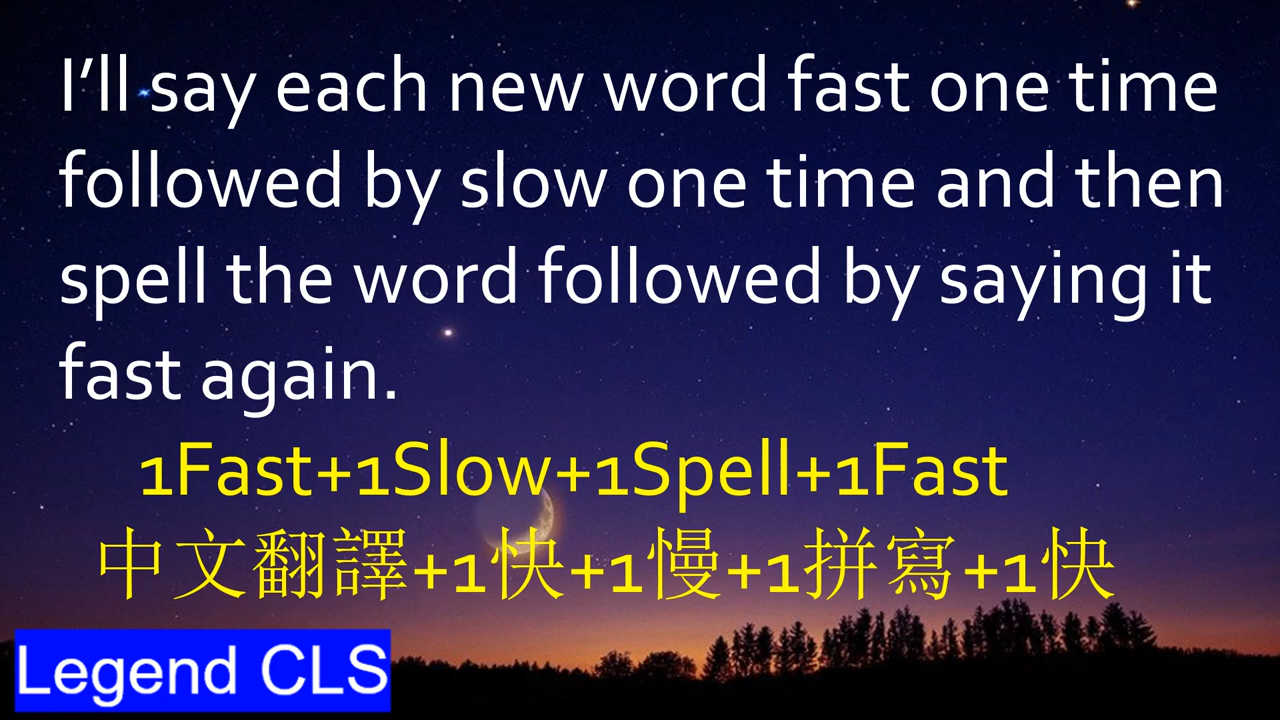 I’ll say each new word fast one time
followed by slow one time and then
spell the word followed by saying it
fast again.
1Fast+1Slow+1Spell+1Fast
中文翻譯+1快+1慢+1拼寫+1快
Legend CLS